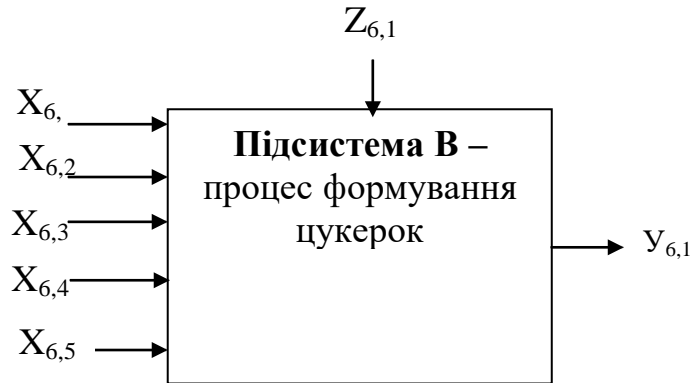 Z6,1
X6,
X6,2
X6,3
X6,4
X6,5
Підсистема В –
процес формування
цукерок
У6,1